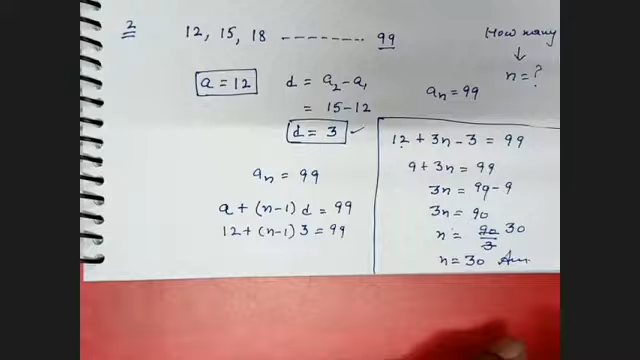 2
12, 15, 18 ------------ 99
How many
↓
n = ?
a = 12
d = a₂ - a₁
= 15 - 12
d = 3 ✓
aₙ = 99
aₙ = 99
a + (n-1) d = 99
12 + (n-1) 3 = 99
12 + 3n - 3 = 99
9 + 3n = 99
3n = 99 - 9
3n = 90
n = 90/3 30
n = 30 Ans